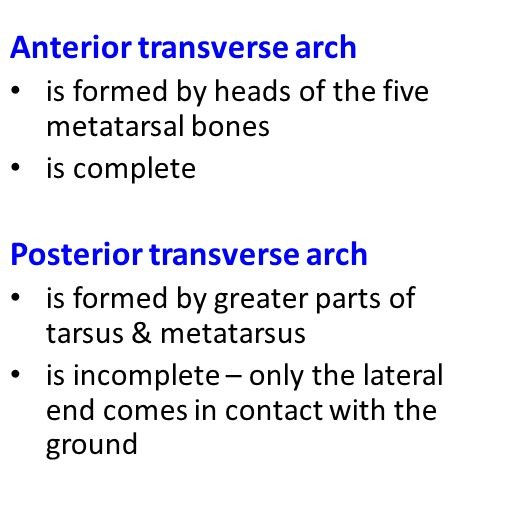 Anterior transverse arch
• is formed by heads of the five
metatarsal bones
• is complete
Posterior transverse arch
• is formed by greater parts of
tarsus & metatarsus
• is incomplete – only the lateral
end comes in contact with the
ground